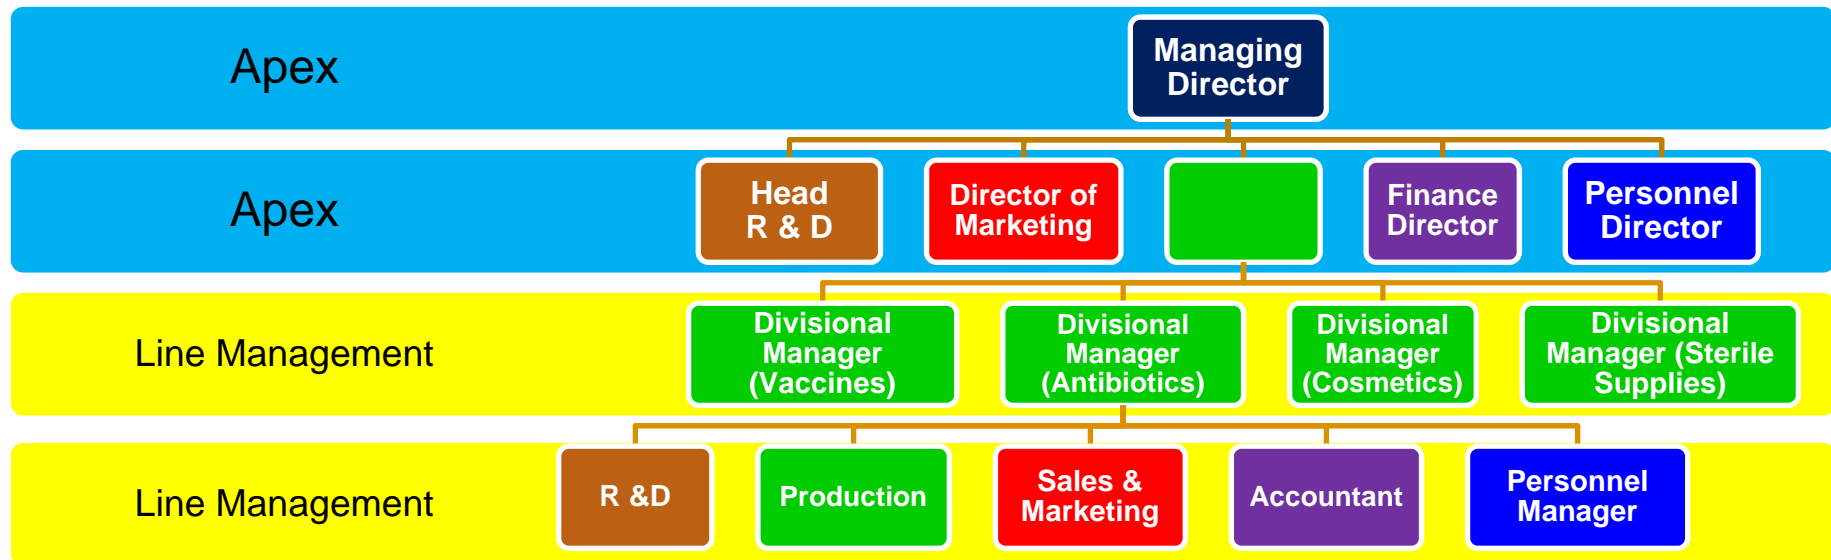 Apex
Managing
Director
Apex
Head
R & D
Director of
Marketing
Finance
Director
Personnel
Director
Line Management
Divisional
Manager
(Vaccines)
Divisional
Manager
(Antibiotics)
Divisional
Manager
(Cosmetics)
Divisional
Manager (Sterile
Supplies)
Line Management
R &D
Production
Sales &
Marketing
Accountant
Personnel
Manager